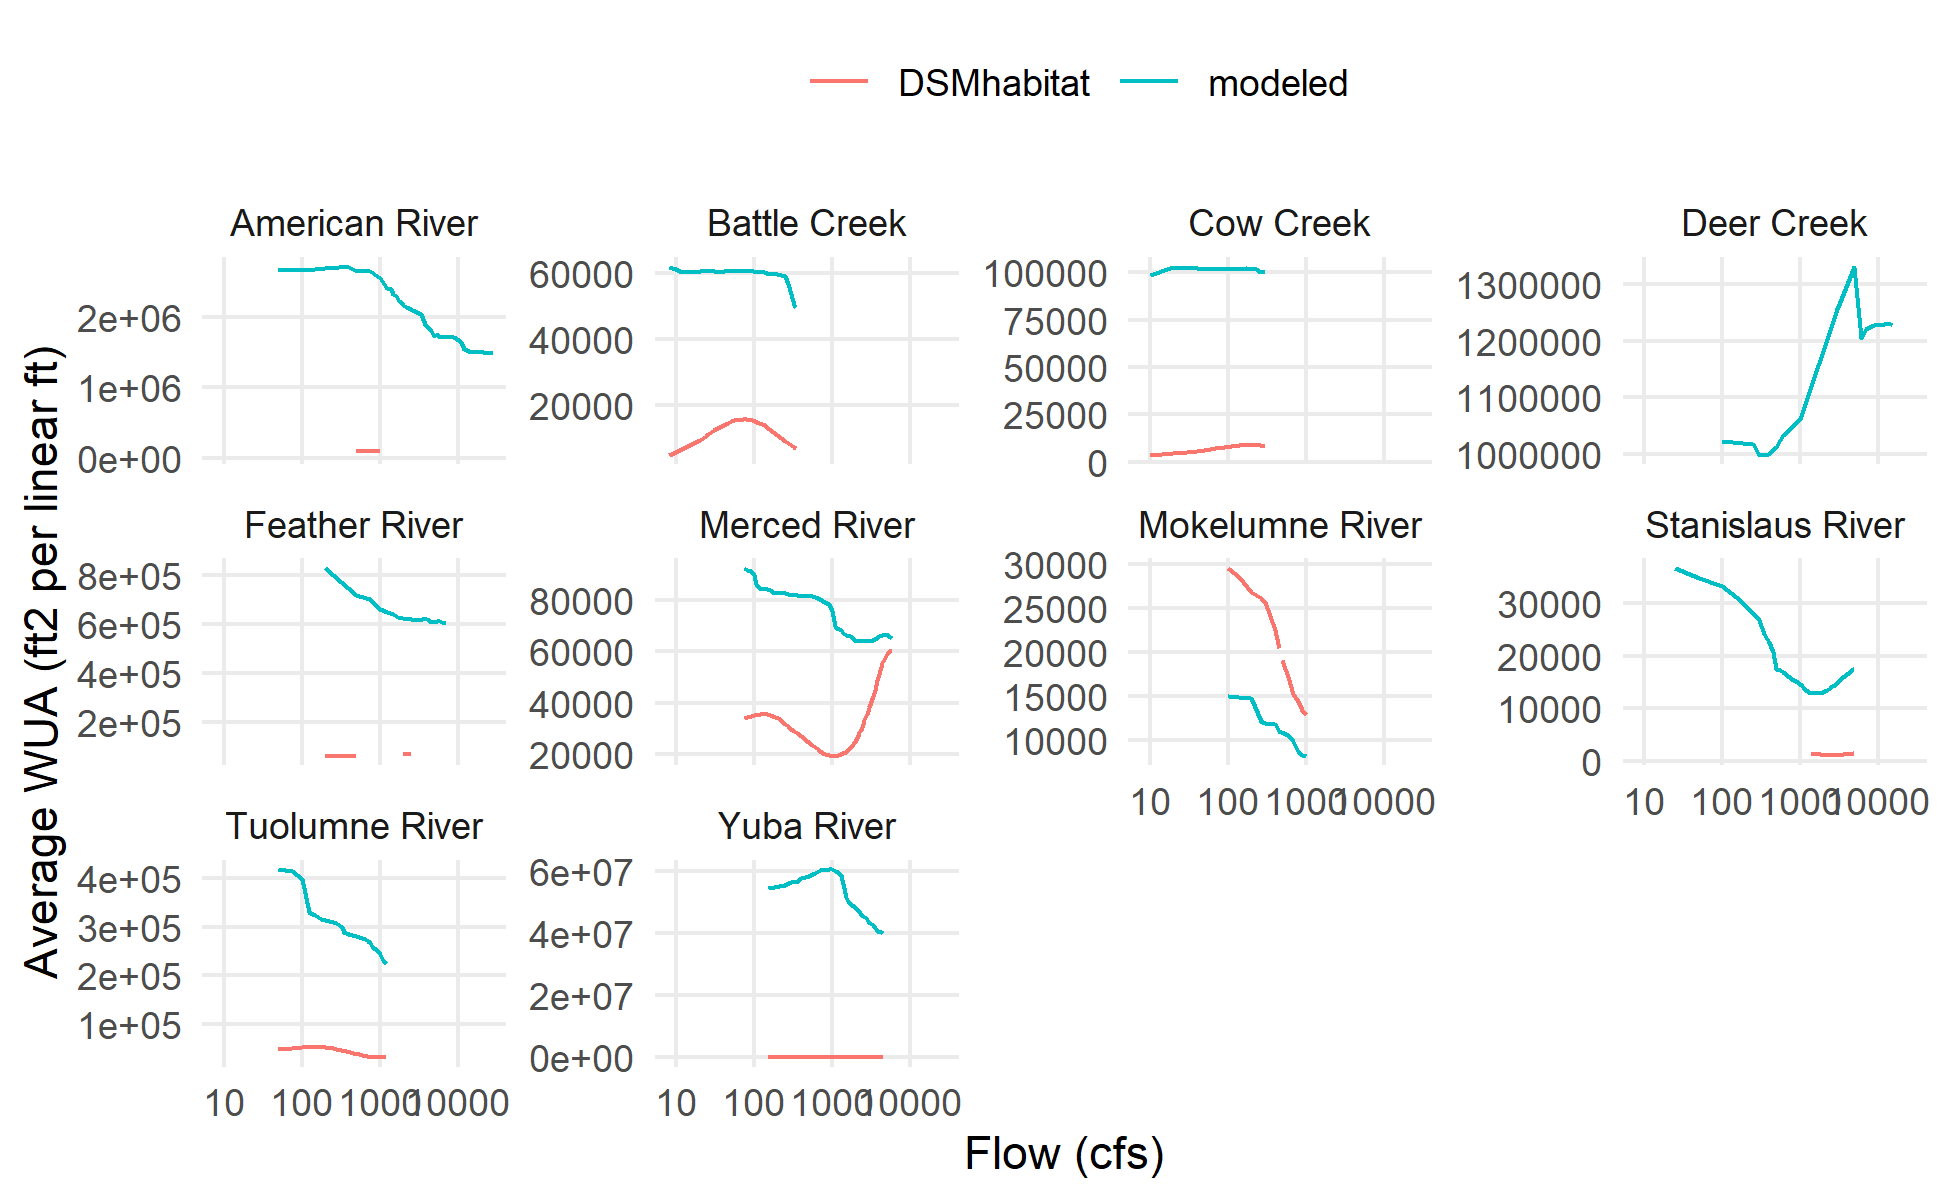 DSMhabitat modeled
American River Battle Creek Cow Creek Deer Creek
2e+06
1e+06
0e+00
60000
40000
20000
100000
75000
50000
25000
0
1300000
1200000
1100000
1000000
Feather River Merced River Mokelumne River Stanislaus River
8e+05
6e+05
4e+05
2e+05
80000
60000
40000
20000
30000
25000
20000
15000
10000
30000
20000
10000
0
10 100 1000 10000
10 100 1000 10000
Tuolumne River Yuba River
4e+05
3e+05
2e+05
1e+05
6e+07
4e+07
2e+07
0e+00
10 100 1000 10000
10 100 1000 10000
Flow (cfs)
Average WUA (ft2 per linear ft)